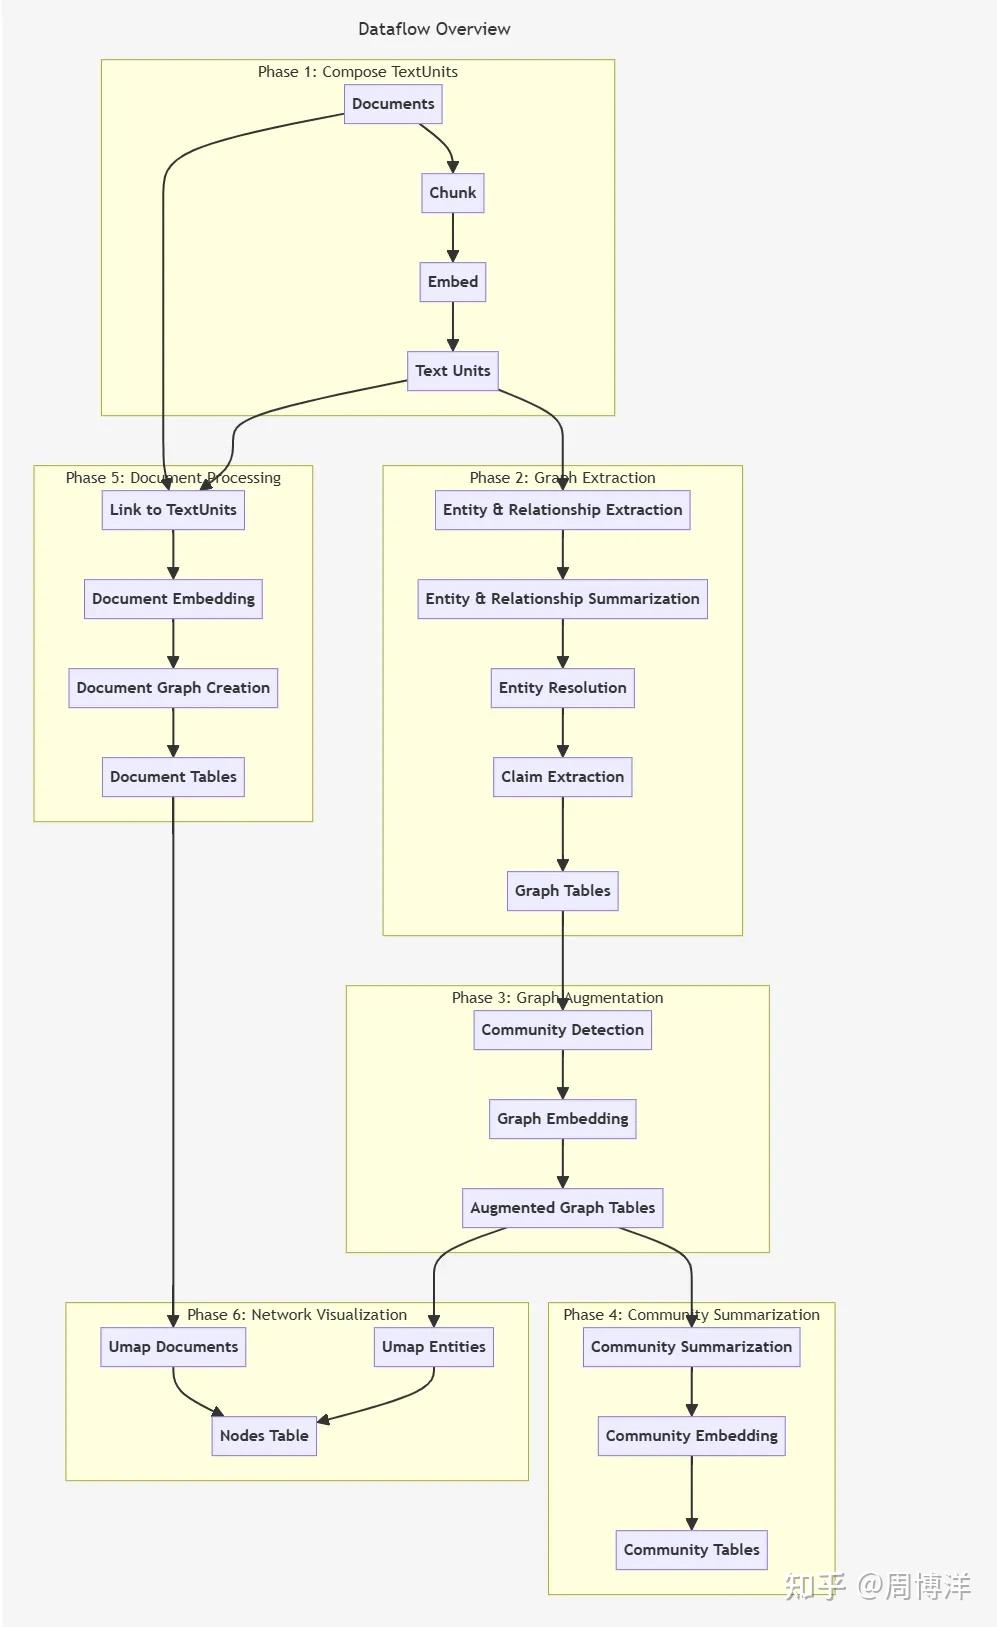 Dataflow Overview
Phase 1: Compose TextUnits
Documents
Chunk
Embed
Text Units
Phase 5: Document Processing
Link to TextUnits
Document Embedding
Document Graph Creation
Document Tables
Phase 2: Graph Extraction
Entity & Relationship Extraction
Entity & Relationship Summarization
Entity Resolution
Claim Extraction
Graph Tables
Phase 3: Graph Augmentation
Community Detection
Graph Embedding
Augmented Graph Tables
Phase 6: Network Visualization
Umap Documents
Umap Entities
Nodes Table
Phase 4: Community Summarization
Community Summarization
Community Embedding
Community Tables
知乎 @周博洋